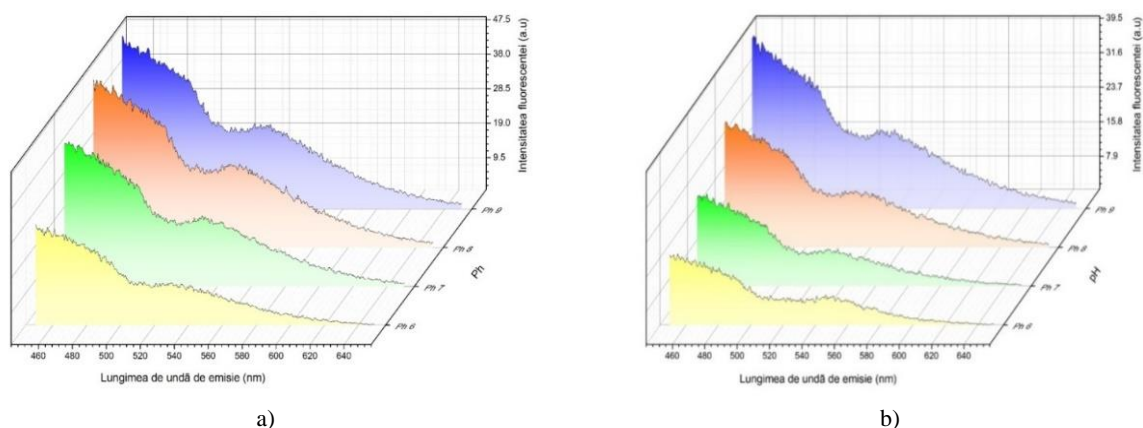 47.5
38.0
28.5
19.0
9.5
Intensitatea fluorescentei (a.u)
Ph 9
Ph 8
Ph 7
Ph 6
Ph
460 480 500 520 540 560 580 600 620 640
Lungimea de undă de emisie (nm)
a)
39.5
31.6
23.7
15.8
7.9
Intensitatea fluorescentei (a.u)
Ph 9
Ph 8
Ph 7
Ph 6
pH
460 480 500 520 540 560 580 600 620 640
Lungimea de undă de emisie (nm)
b)